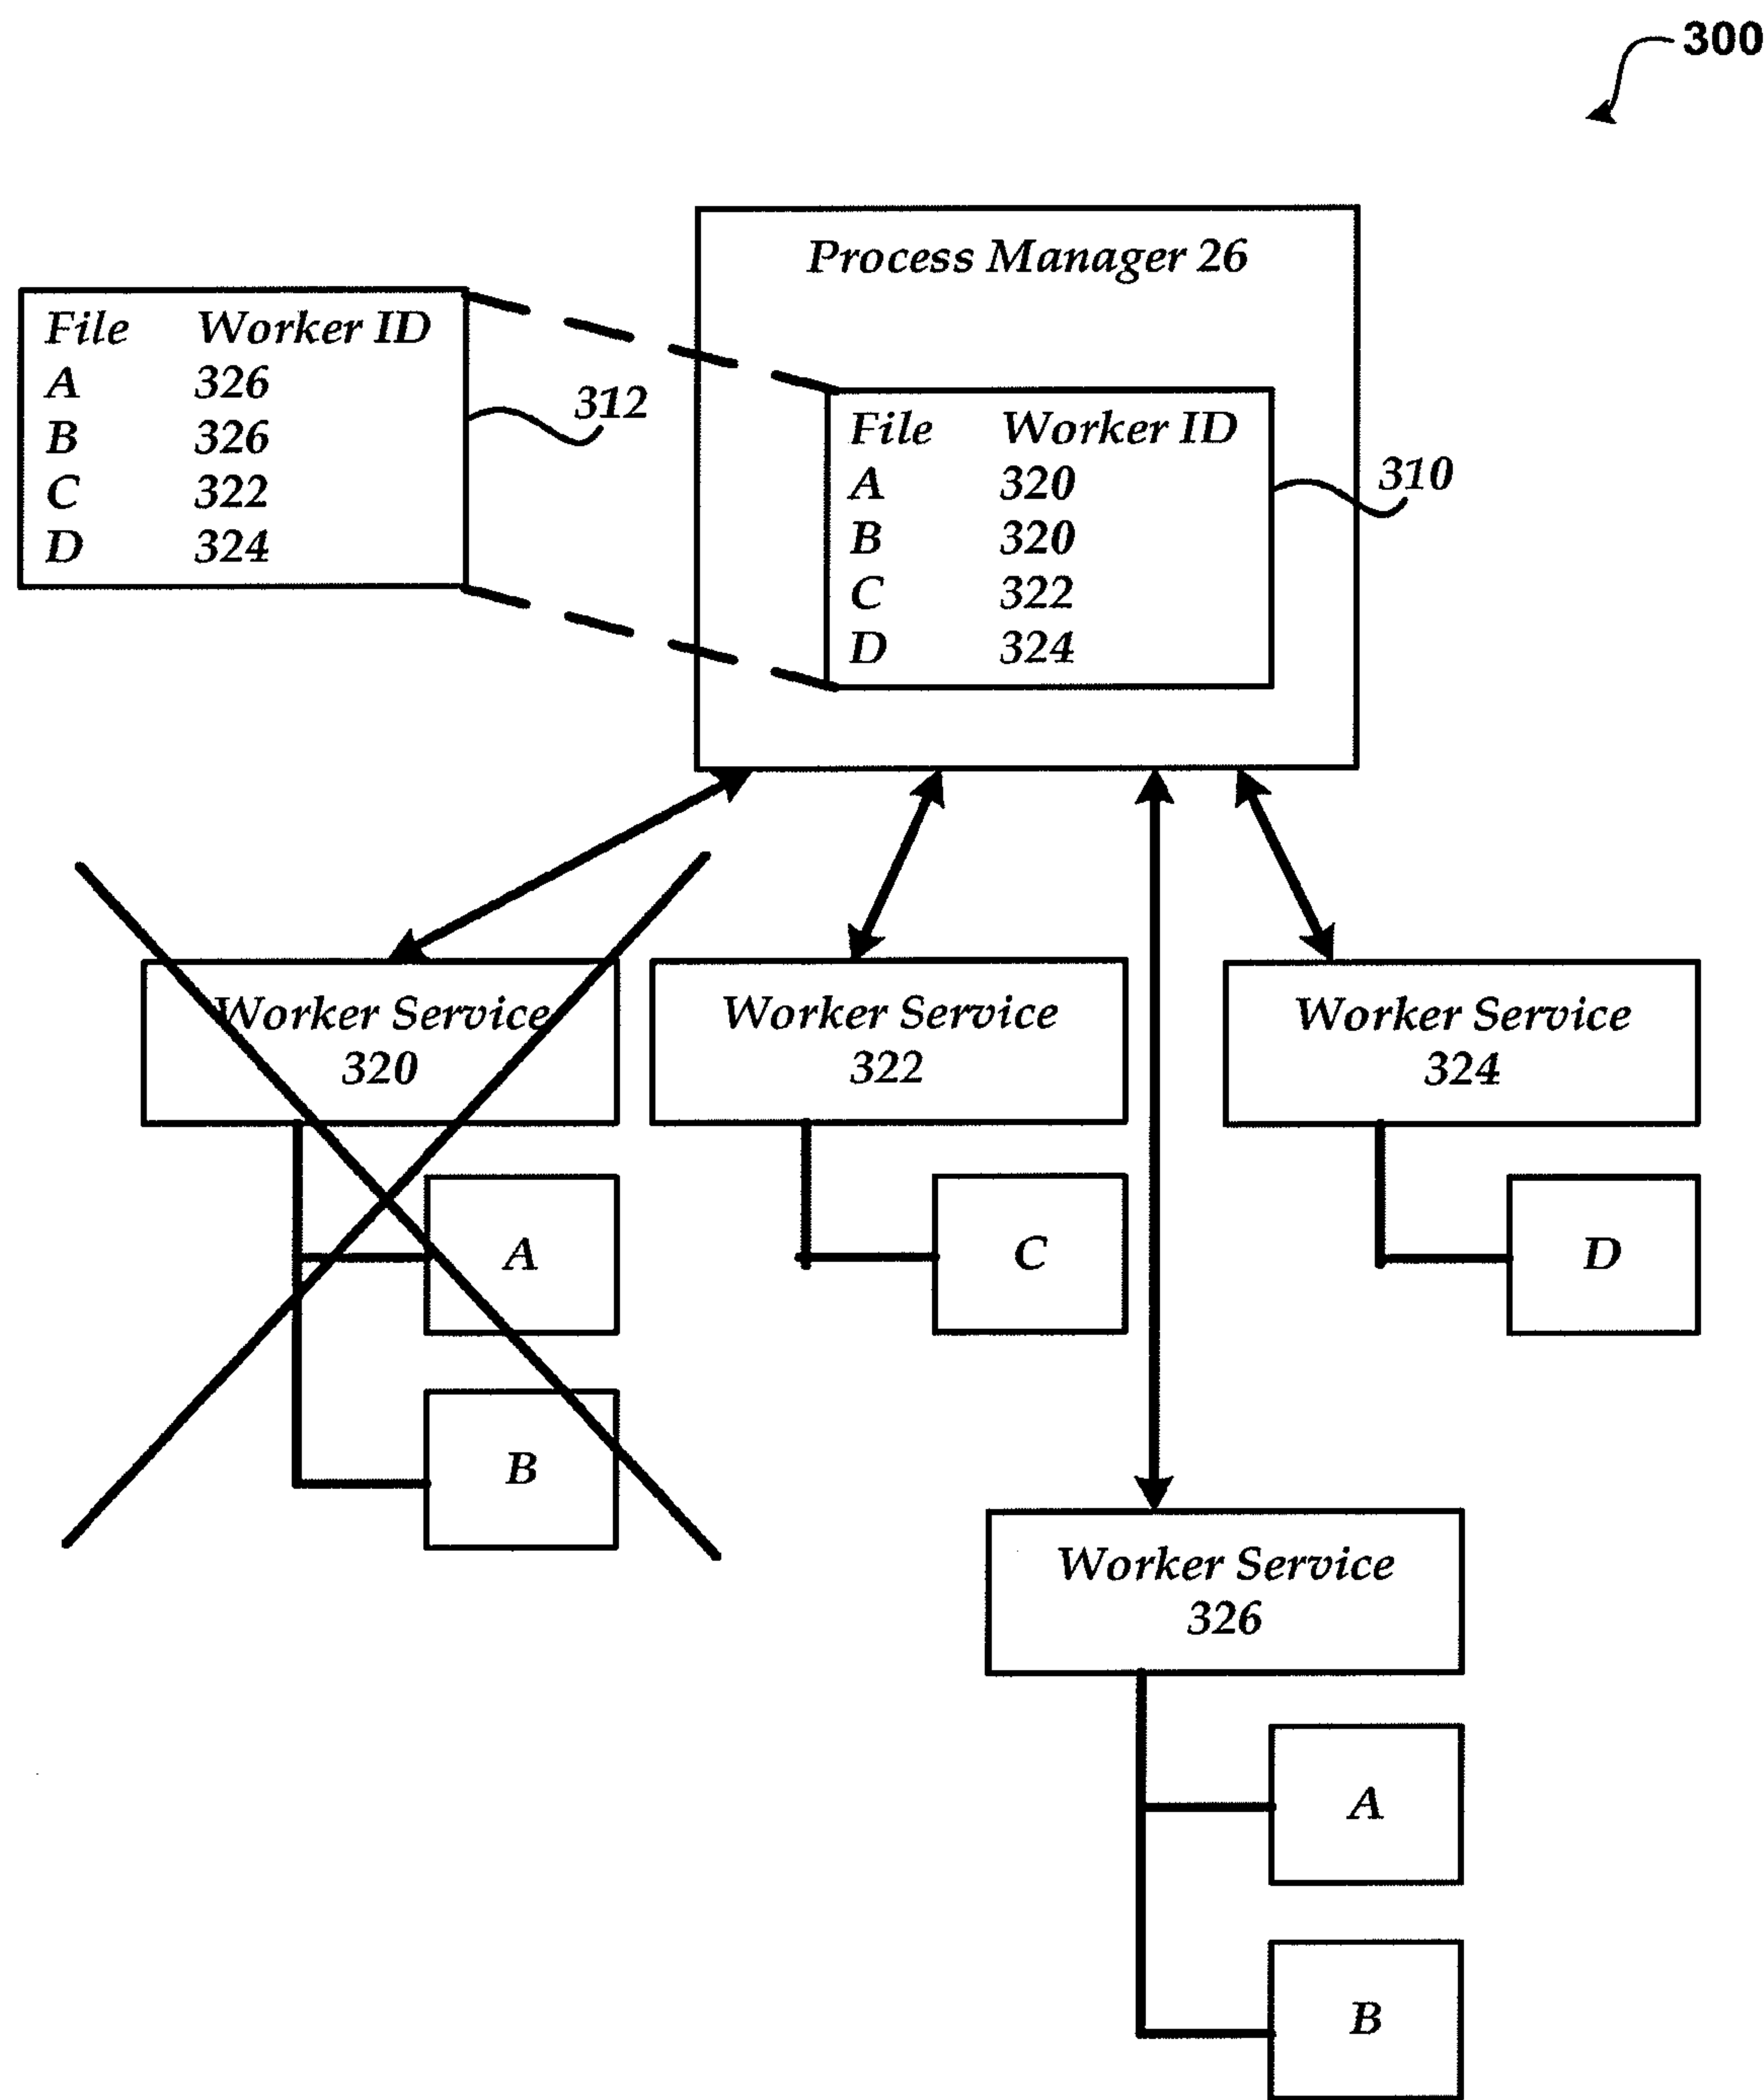 300
Process Manager 26
File Worker ID
A 326
B 326
C 322
D 324
312
File Worker ID
A 320
B 320
C 322
D 324
310
Worker Service
320
A
B
Worker Service
322
C
Worker Service
324
D
Worker Service
326
A
B